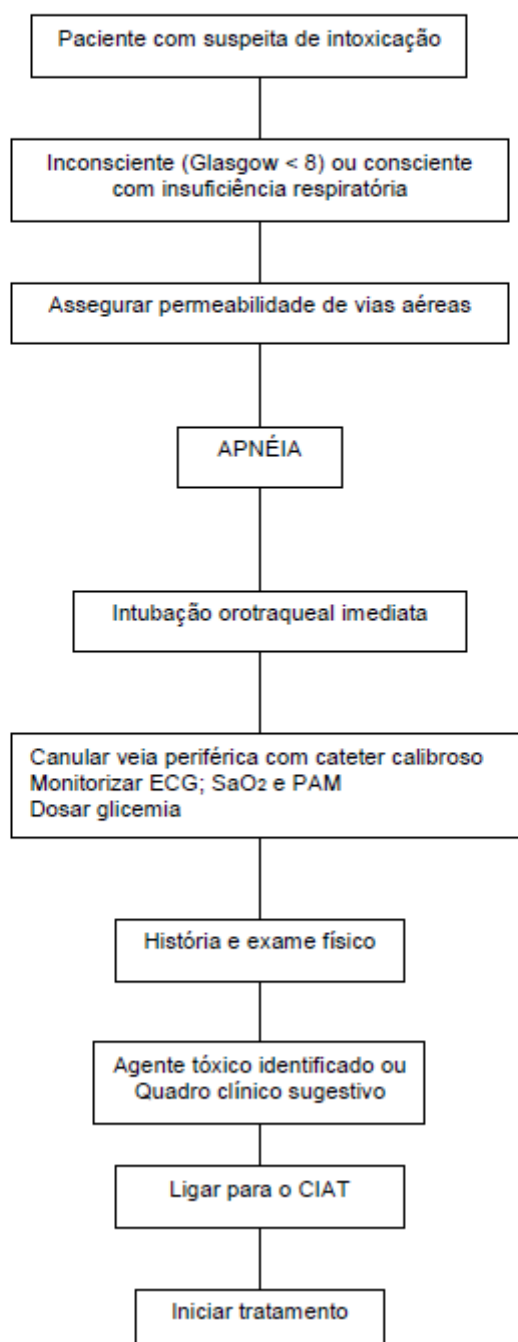 Paciente com suspeita de intoxicação
Inconsciente (Glasgow < 8) ou consciente
com insuficiência respiratória
Assegurar permeabilidade de vias aéreas
APNÉIA
Intubação orotraqueal imediata
Canular veia periférica com cateter calibroso
Monitorizar ECG; SaO2 e PAM
Dosar glicemia
História e exame físico
Agente tóxico identificado ou
Quadro clínico sugestivo
Ligar para o CIAT
Iniciar tratamento